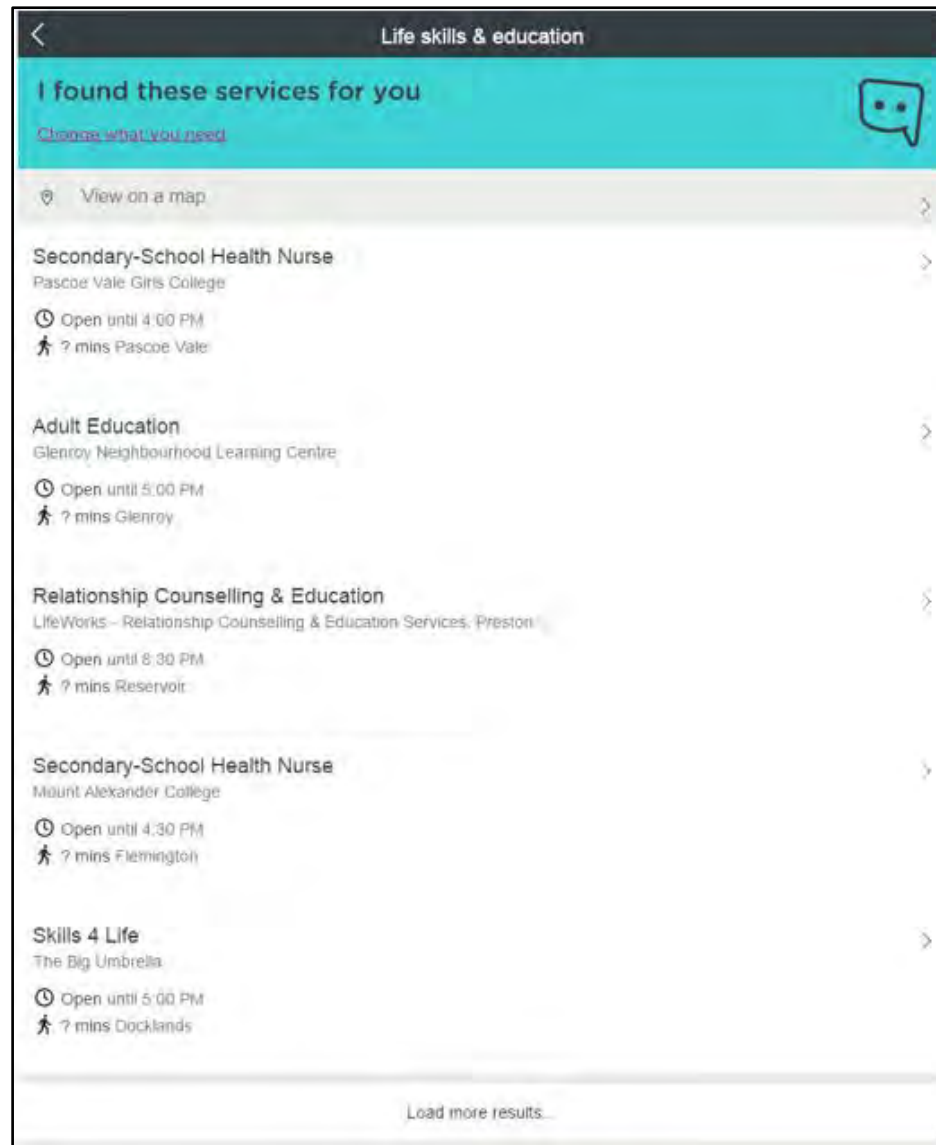 Life skills & education
I found these services for you
Change what you need
View on a map
Secondary-School Health Nurse
Pascoe Vale Girls College
Open until 4:00 PM
? mins Pascoe Vale
Adult Education
Glenroy Neighbourhood Learning Centre
Open until 5:00 PM
? mins Glenroy
Relationship Counselling & Education
LifeWorks - Relationship Counselling & Education Services, Preston
Open until 8:30 PM
? mins Reservoir
Secondary-School Health Nurse
Mount Alexander College
Open until 4:30 PM
? mins Flemington
Skills 4 Life
The Big Umbrella
Open until 5:00 PM
? mins Docklands
Load more results...